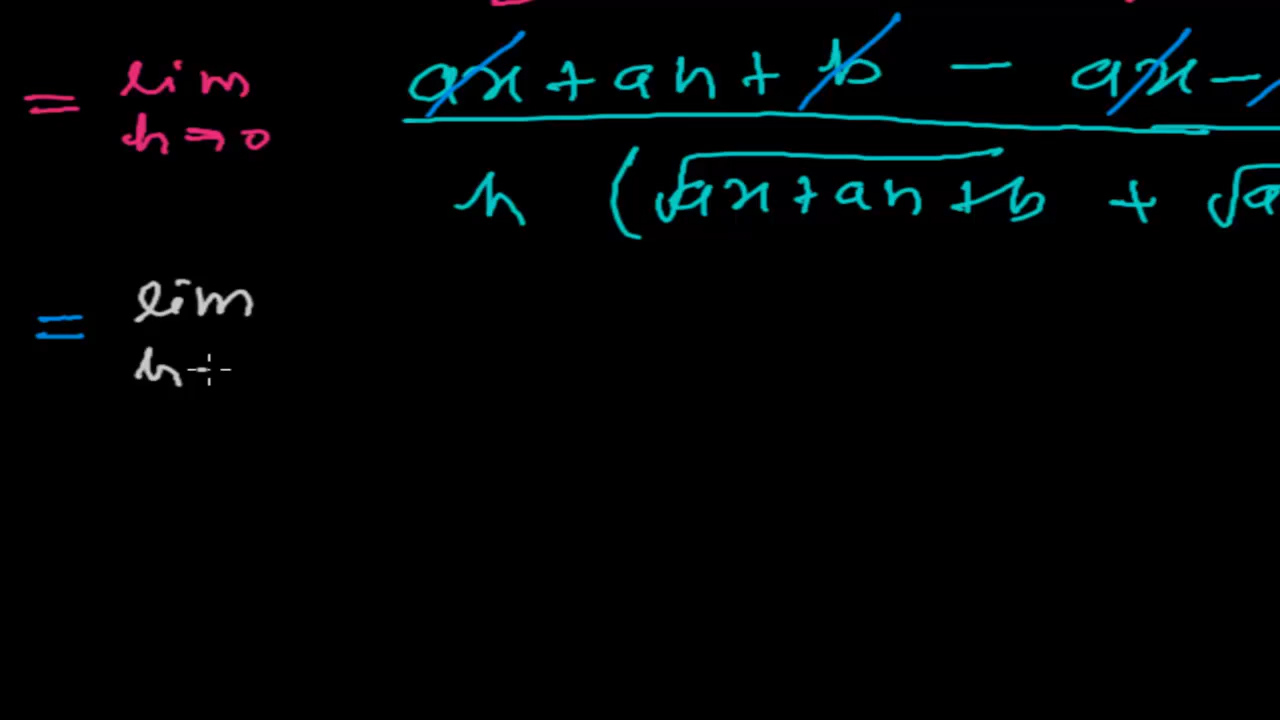 = lim ax + ah + b − ax −
h→0 h (√ax + ah + b + √a
= lim
h